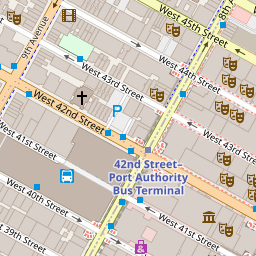 West 45th Street
8th
9th Avenue
West 44th Street
West 43rd Street
West 42nd Street
P
West 43rd Street
West 41st Street
42nd Street–
Port Authority
Bus Terminal
West 40th Street
West 41st Street
West 39th Street